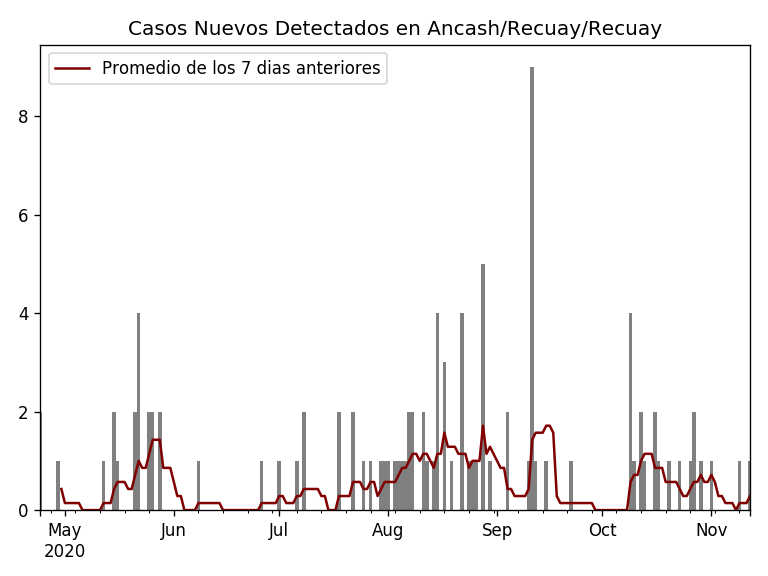 Casos Nuevos Detectados en Ancash/Recuay/Recuay
Promedio de los 7 dias anteriores
8
6
4
2
0
May Jun Jul Aug Sep Oct Nov
2020